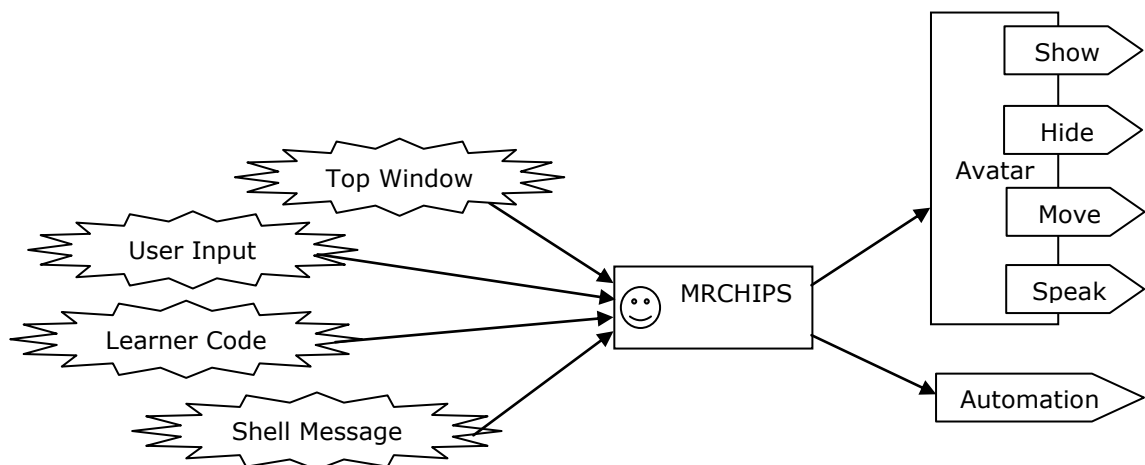 Top Window
User Input
Learner Code
Shell Message
MRCHIPS
Avatar
Show
Hide
Move
Speak
Automation